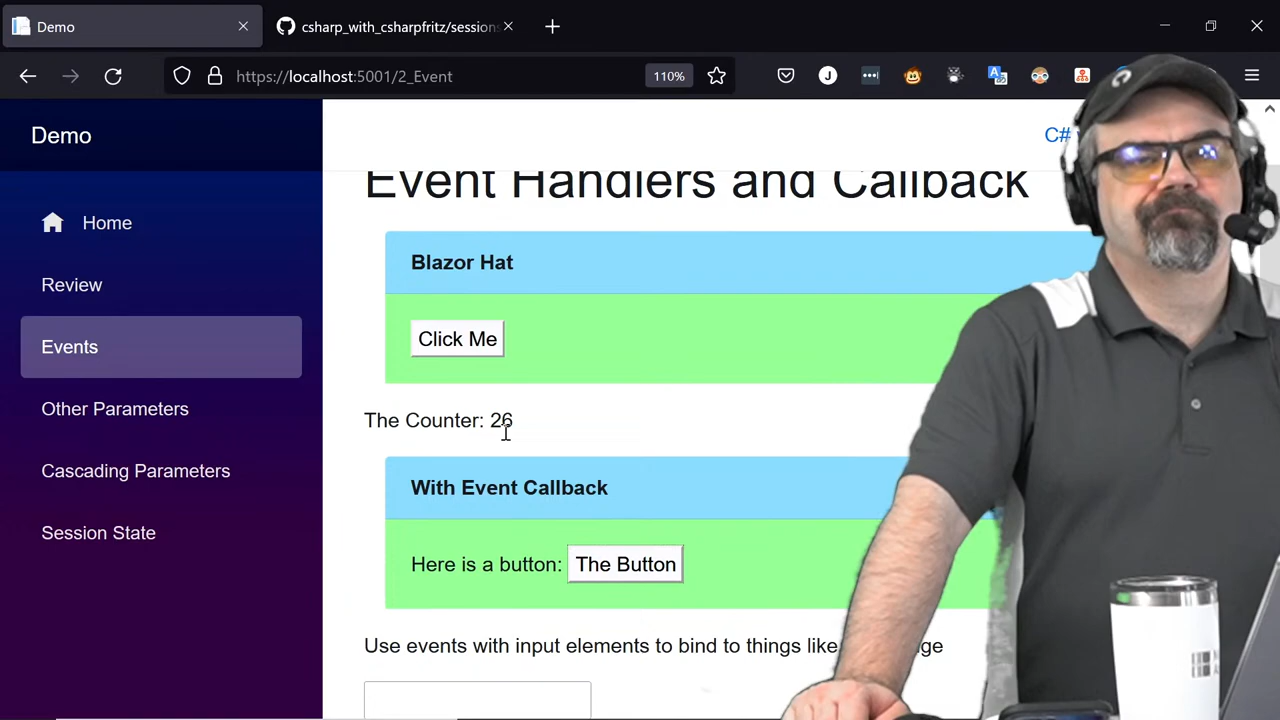 Demo
csharp_with_csharpfritz/sessions
https://localhost:5001/2_Event
110%
J
Demo
C#
Home
Review
Events
Other Parameters
Cascading Parameters
Session State
Event Handlers and Callback
Blazor Hat
Click Me
The Counter: 26
With Event Callback
Here is a button: The Button
Use events with input elements to bind to things like